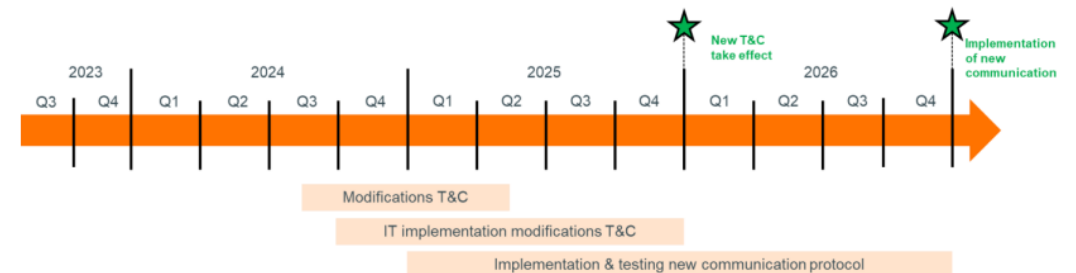 New T&C
take effect
Implementation
of new
communication
2023
2024
2025
2026
Q3
Q4
Q1
Q2
Q3
Q4
Q1
Q2
Q3
Q4
Q1
Q2
Q3
Q4
Modifications T&C
IT implementation modifications T&C
Implementation & testing new communication protocol